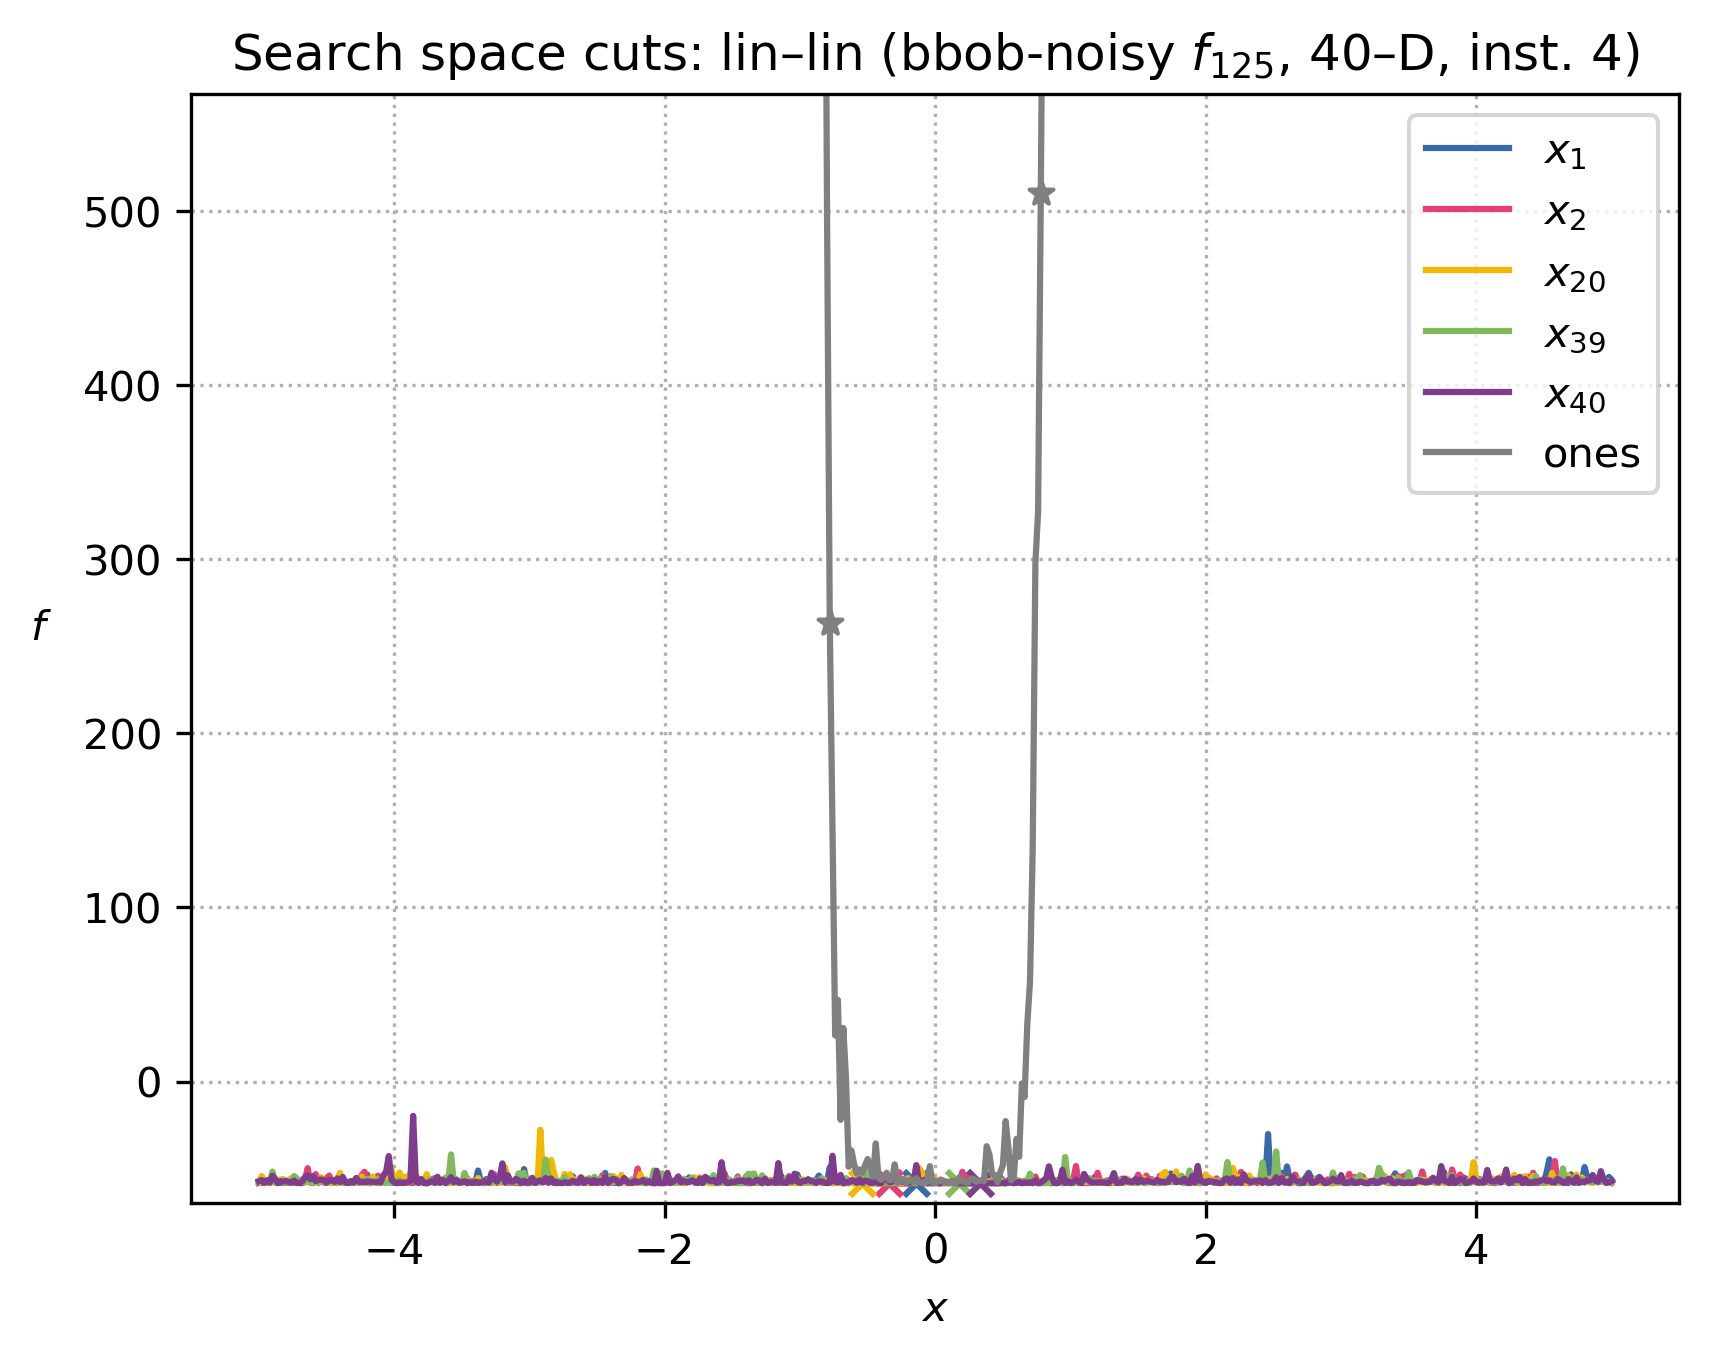 Search space cuts: lin–lin (bbob-noisy f₁₂₅, 40–D, inst. 4)
x₁
x₂
x₂₀
x₃₉
x₄₀
ones
500
400
300
200
100
0
f
−4 −2 0 2 4
x